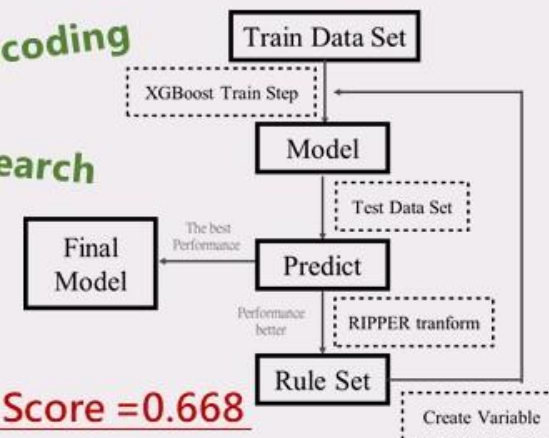 coding
Train Data Set
XGBoost Train Step
earch
Model
Test Data Set
The best
Performance
Final
Model
Predict
Performance
better
RIPPER tranform
Rule Set
Score =0.668
Create Variable